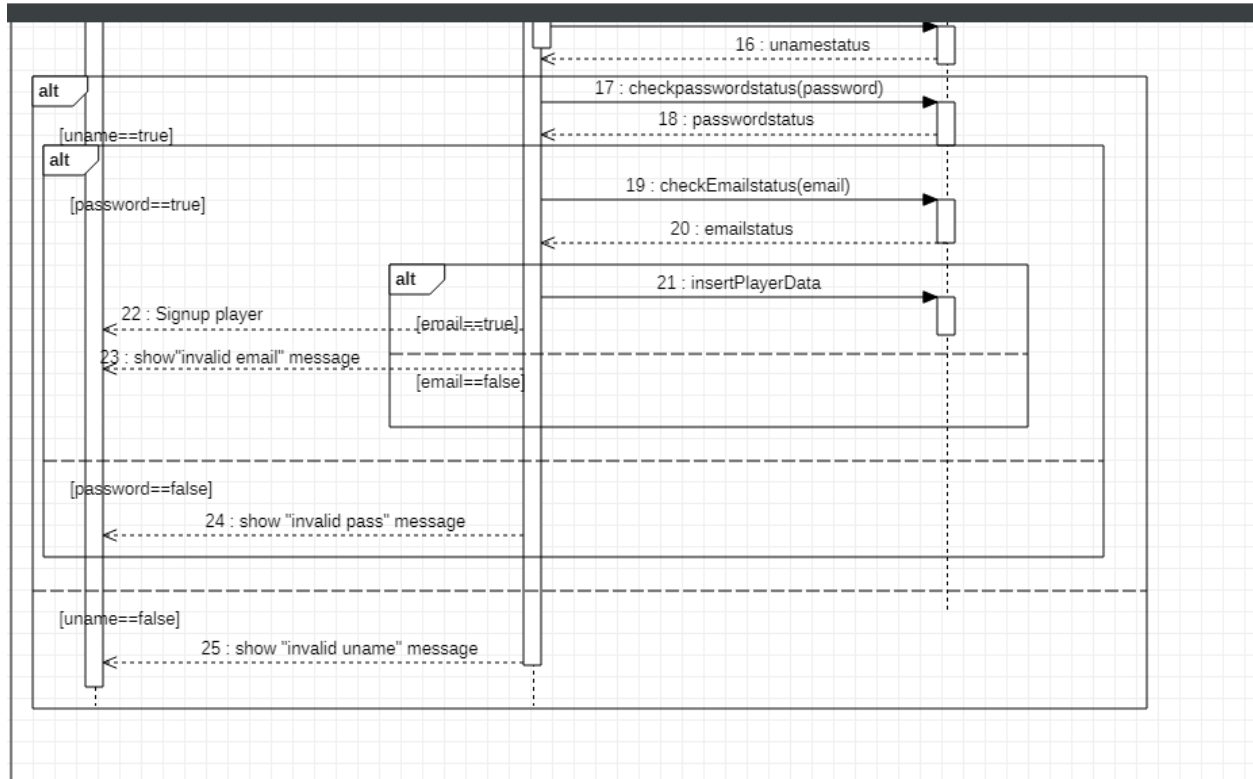 16 : unamestatus
alt
17 : checkpasswordstatus(password)
18 : passwordstatus
[uname==true]
alt
19 : checkEmailstatus(email)
[password==true]
20 : emailstatus
alt
21 : insertPlayerData
22 : Signup player
[email==true]
23 : show"invalid email" message
[email==false]
[password==false]
24 : show "invalid pass" message
[uname==false]
25 : show "invalid uname" message